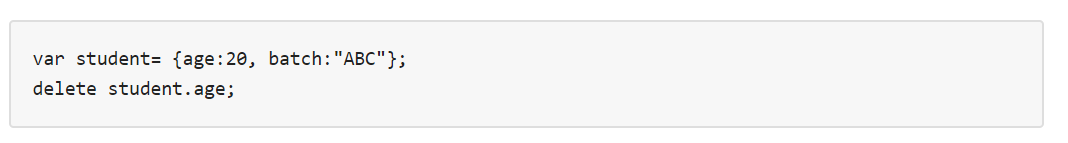 var student= {age:20, batch:"ABC"};
delete student.age;